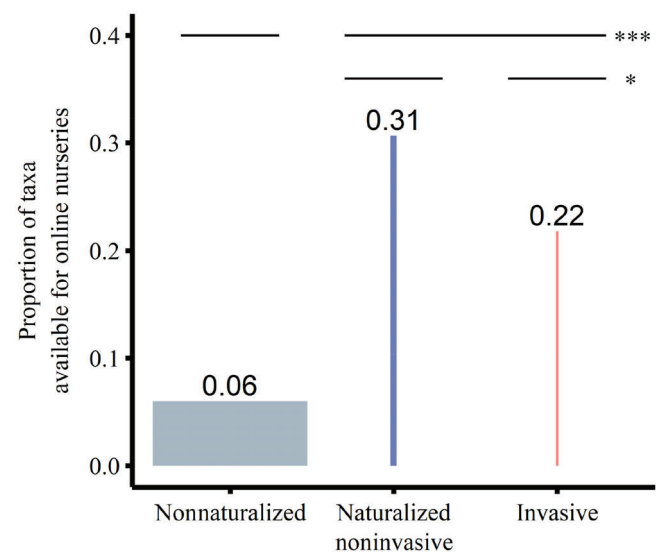 Proportion of taxa
available for online nurseries
0.4
0.3
0.2
0.1
0.0
***
*
0.31
0.22
0.06
Nonnaturalized
Naturalized
noninvasive
Invasive